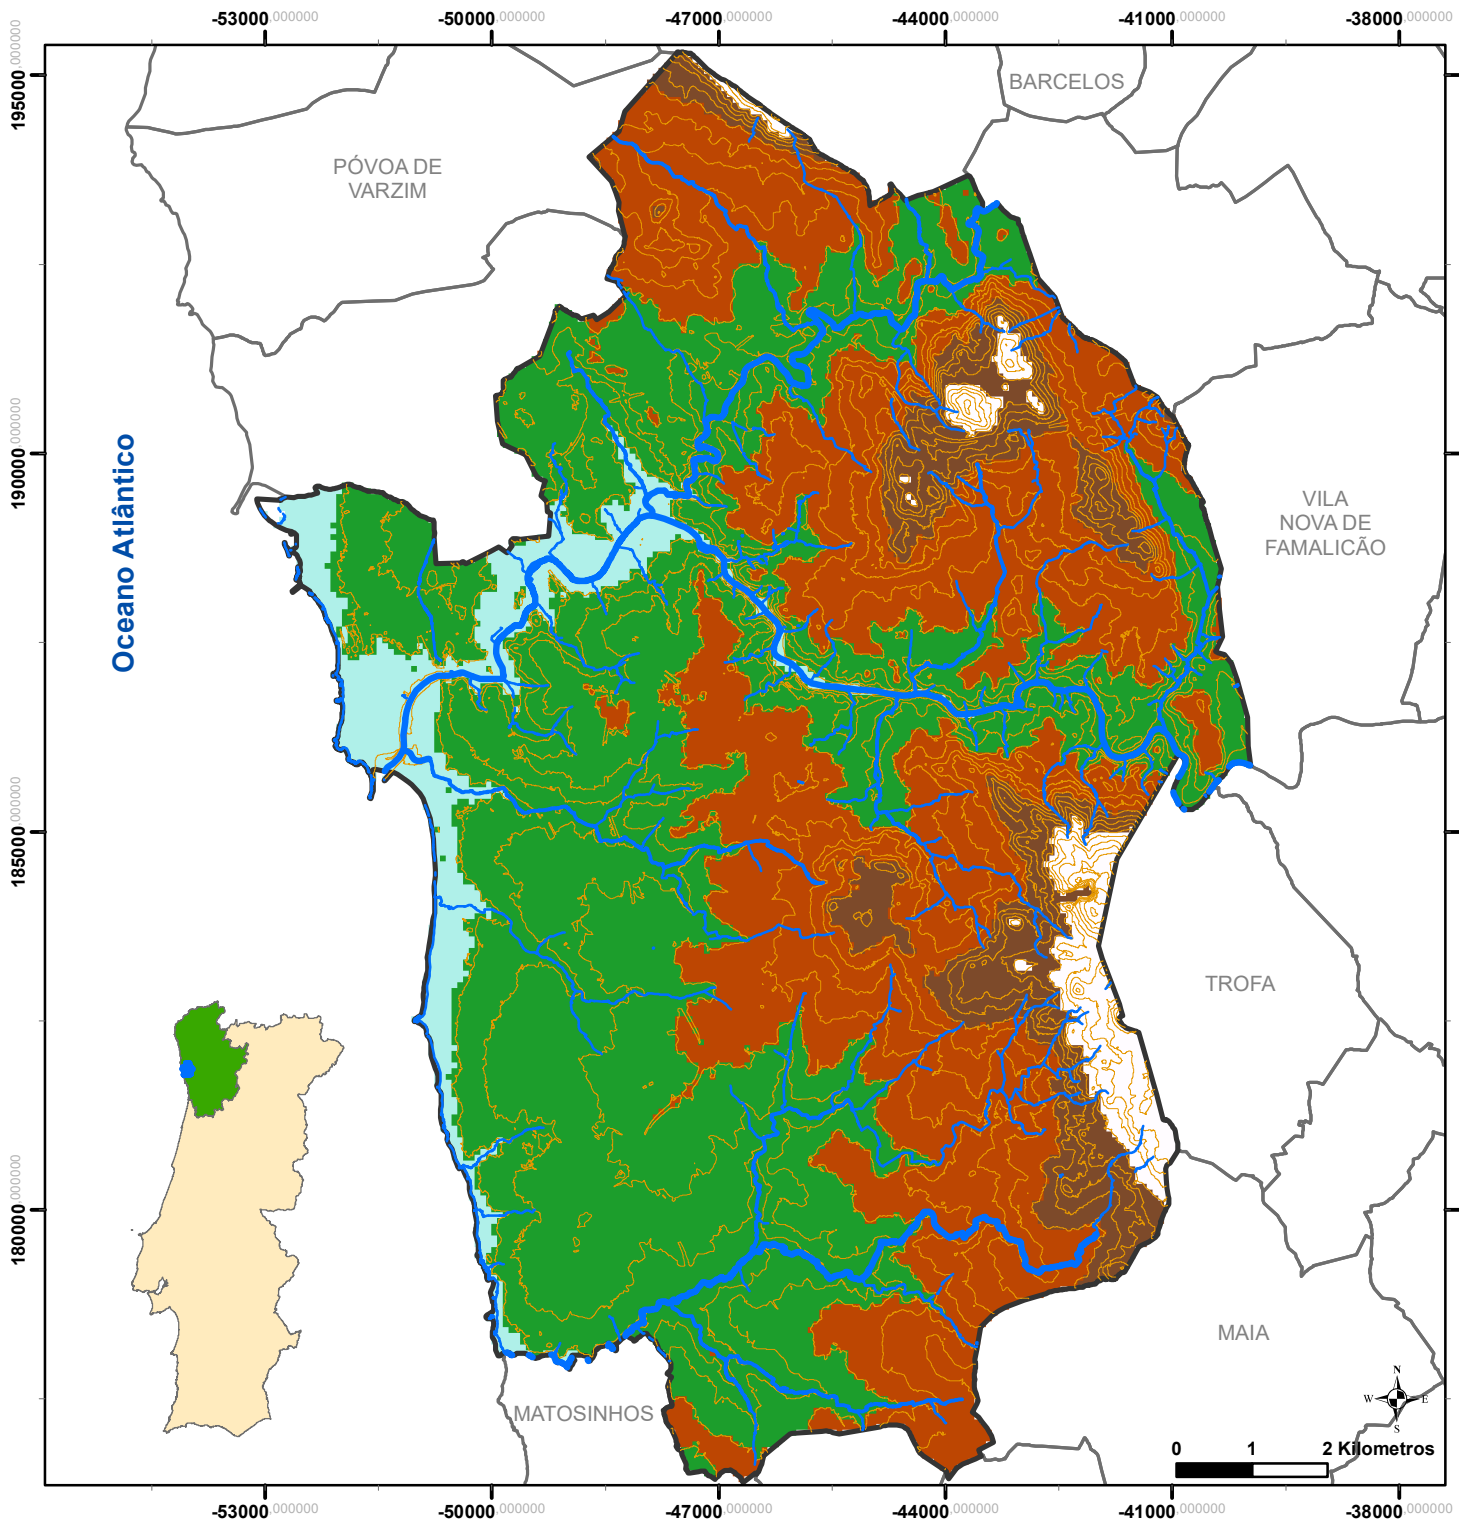 -53000,000000 -50000,000000 -47000,000000 -44000,000000 -41000,000000 -38000,000000
195000,000000
190000,000000
185000,000000
180000,000000
BARCELOS
PÓVOA DE
VARZIM
Oceano Atlântico
VILA
NOVA DE
FAMALICÃO
TROFA
MAIA
MATOSINHOS
N
W E
S
0 1 2 Kilometros
-53000,000000 -50000,000000 -47000,000000 -44000,000000 -41000,000000 -38000,000000